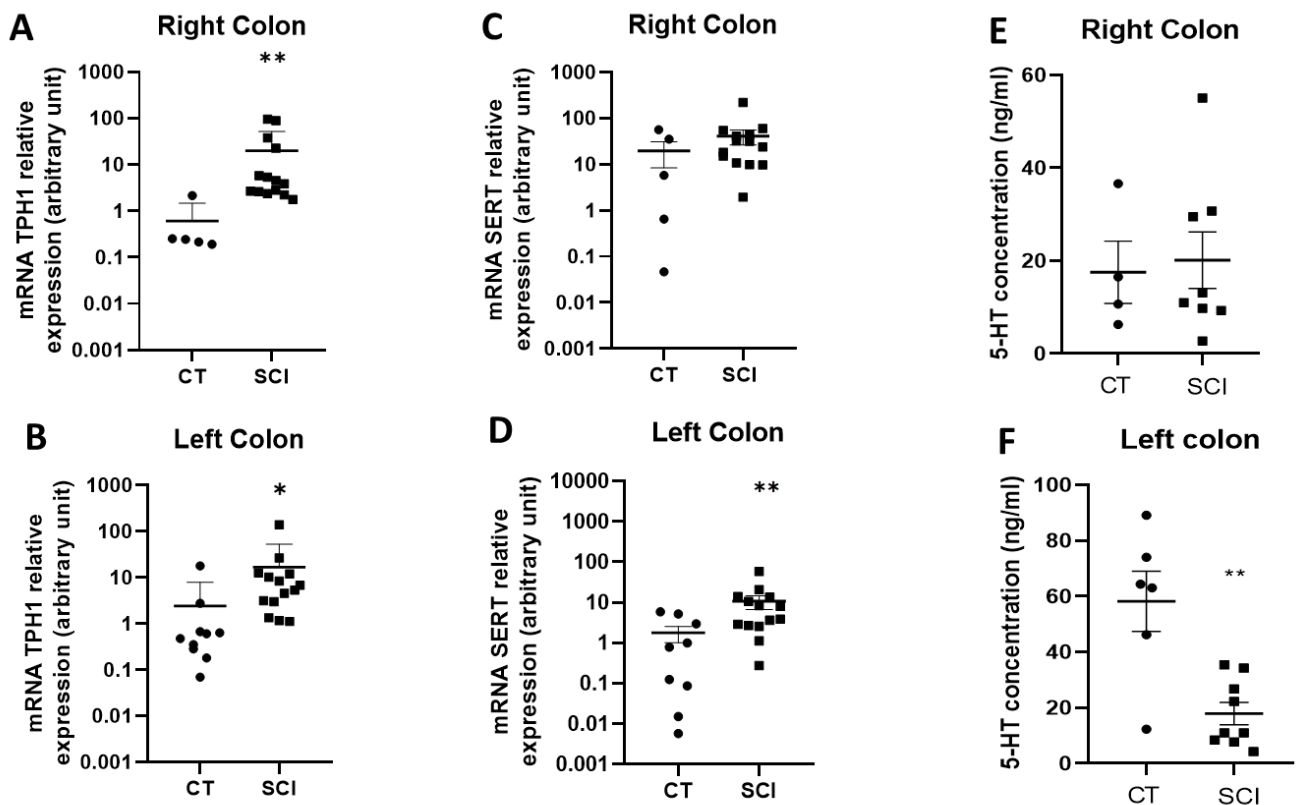 A
Right Colon
**
mRNA TPH1 relative
expression (arbitrary unit)
1000
100
10
1
0.1
0.01
0.001
CT
SCI
C
Right Colon
mRNA SERT relative
expression (arbitrary unit)
1000
100
10
1
0.1
0.01
0.001
CT
SCI
E
Right Colon
5-HT concentration (ng/ml)
60
40
20
0
CT
SCI
B
Left Colon
*
mRNA TPH1 relative
expression (arbitrary unit)
1000
100
10
1
0.1
0.01
0.001
CT
SCI
D
Left Colon
**
mRNA SERT relative
expression (arbitrary unit)
10000
1000
100
10
1
0.1
0.01
0.001
CT
SCI
F
Left colon
**
5-HT concentration (ng/ml)
100
80
60
40
20
0
CT
SCI